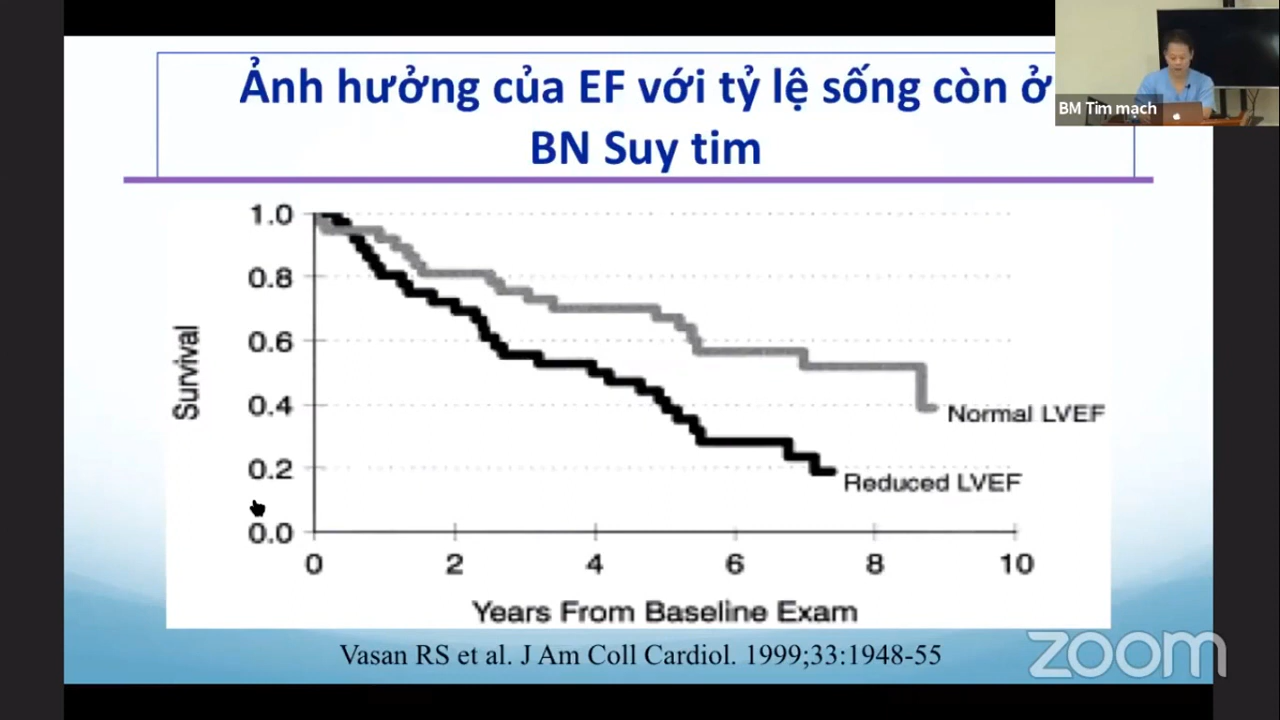 Ảnh hưởng của EF với tỷ lệ sống còn ở
BN Suy tim
BM Tim mạch
1.0
0.8
0.6
0.4
0.2
0.0
Survival
Normal LVEF
Reduced LVEF
0 2 4 6 8 10
Years From Baseline Exam
Vasan RS et al. J Am Coll Cardiol. 1999;33:1948-55
zoom